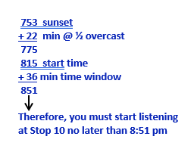 753 sunset
+ 22 min @ ½ overcast
775
815 start time
+ 36 min time window
851
Therefore, you must start listening
at Stop 10 no later than 8:51 pm